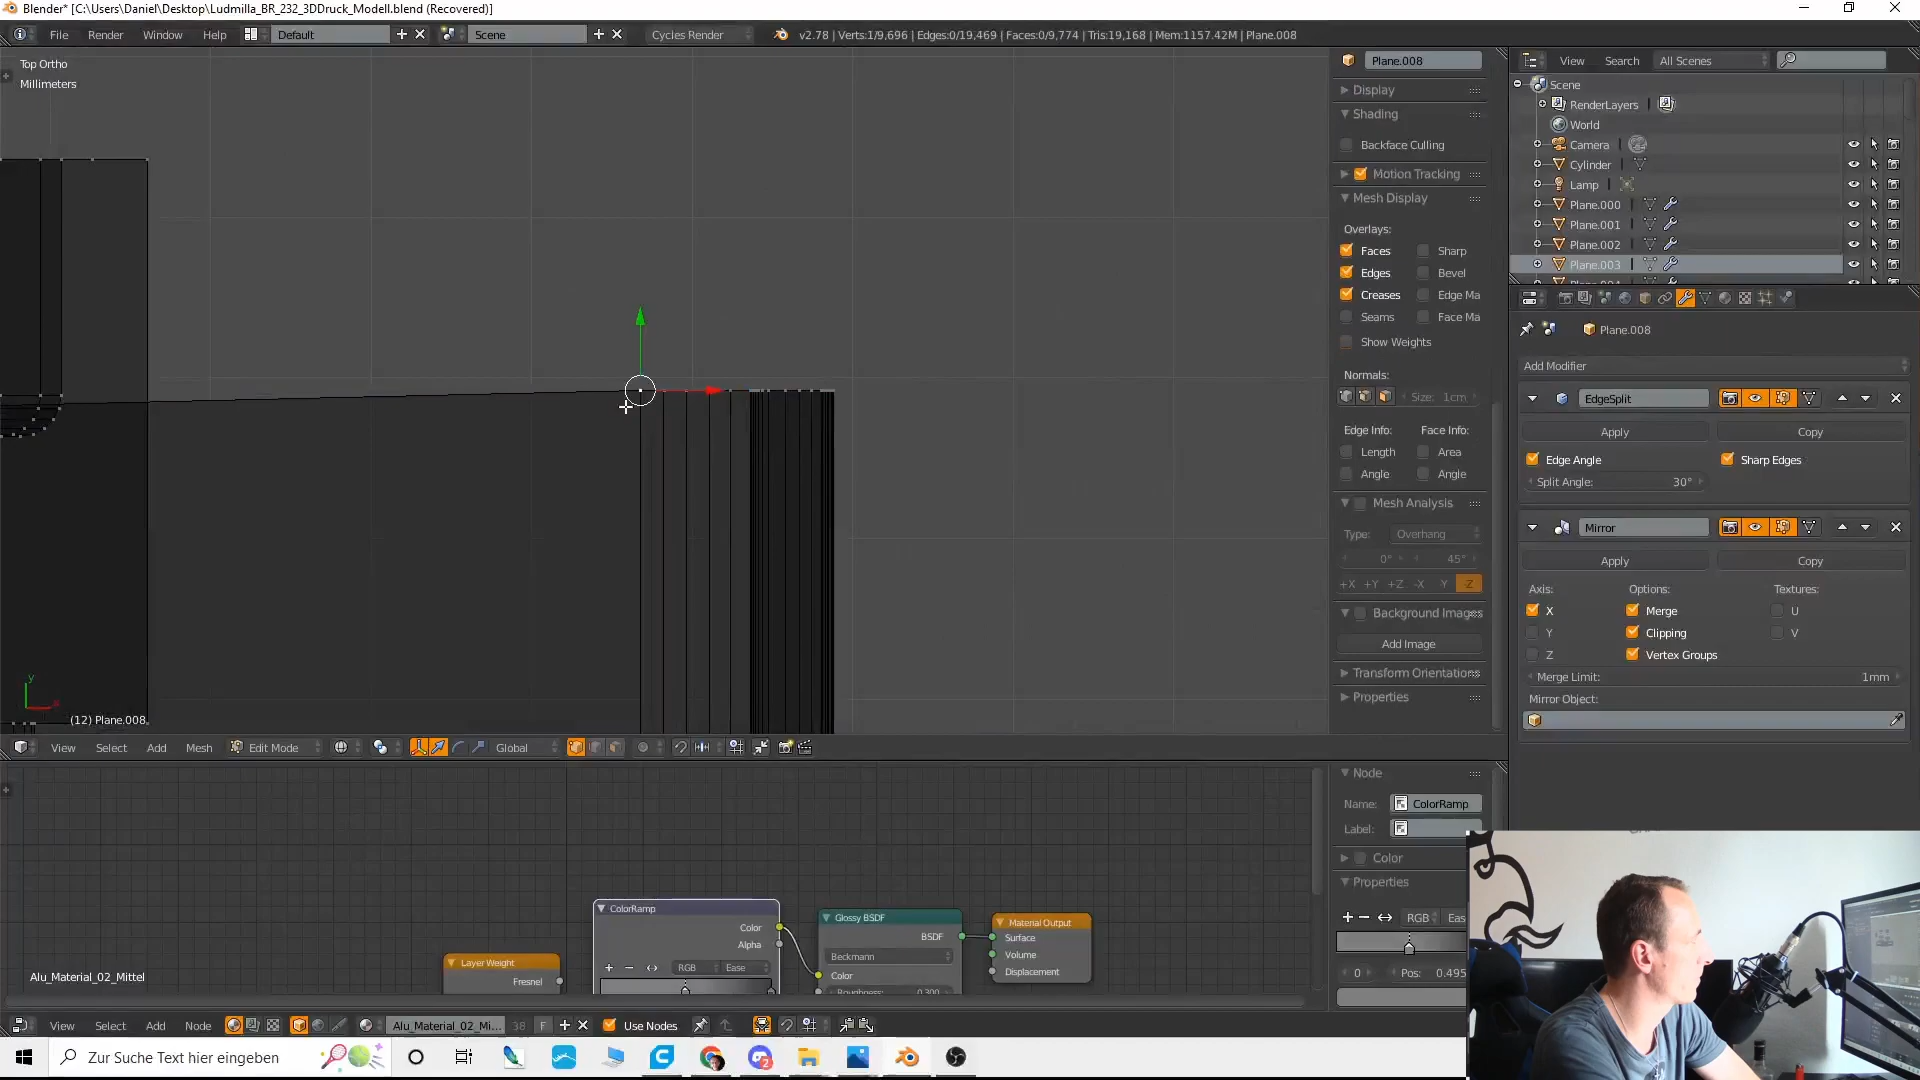 Blender* [C:\Users\Daniel\Desktop\Ludmilla_BR_232_3DDruck_Modell.blend (Recovered)]
File Render Window Help Default Scene Cycles Render v2.78 | Verts:1/9,696 | Edges:0/19,469 | Faces:0/9,774 | Tris:19,168 | Mem:1157.42M | Plane.008
Top Ortho
Millimeters
(12) Plane.008
View Select Add Mesh Edit Mode Global
Plane.008
Display
Shading
Backface Culling
Motion Tracking
Mesh Display
Overlays:
Faces Sharp
Edges Bevel
Creases Edge Ma
Seams Face Ma
Show Weights
Normals:
Size: 1cm
Edge Info: Face Info:
Length Area
Angle Angle
Mesh Analysis
Type: Overhang
0° 45°
+X +Y +Z -X -Y -Z
Background Images
Add Image
Transform Orientations
Properties
View Search All Scenes
Scene
RenderLayers
World
Camera
Cylinder
Lamp
Plane.000
Plane.001
Plane.002
Plane.003
Plane.008
Add Modifier
EdgeSplit
Apply Copy
Edge Angle Sharp Edges
Split Angle: 30°
Mirror
Apply Copy
Axis: Options: Textures:
X Merge U
Y Clipping V
Z Vertex Groups
Merge Limit: 1mm
Mirror Object:
Node
Name: ColorRamp
Label:
Color
Properties
RGB Eas
0 Pos: 0.495
ColorRamp
Color
Alpha
RGB Ease
Layer Weight
Fresnel
Glossy BSDF
BSDF
Beckmann
Color
Roughness: 0.300
Material Output
Surface
Volume
Displacement
Alu_Material_02_Mittel
View Select Add Node Alu_Material_02_Mi... 38 F Use Nodes
Zur Suche Text hier eingeben